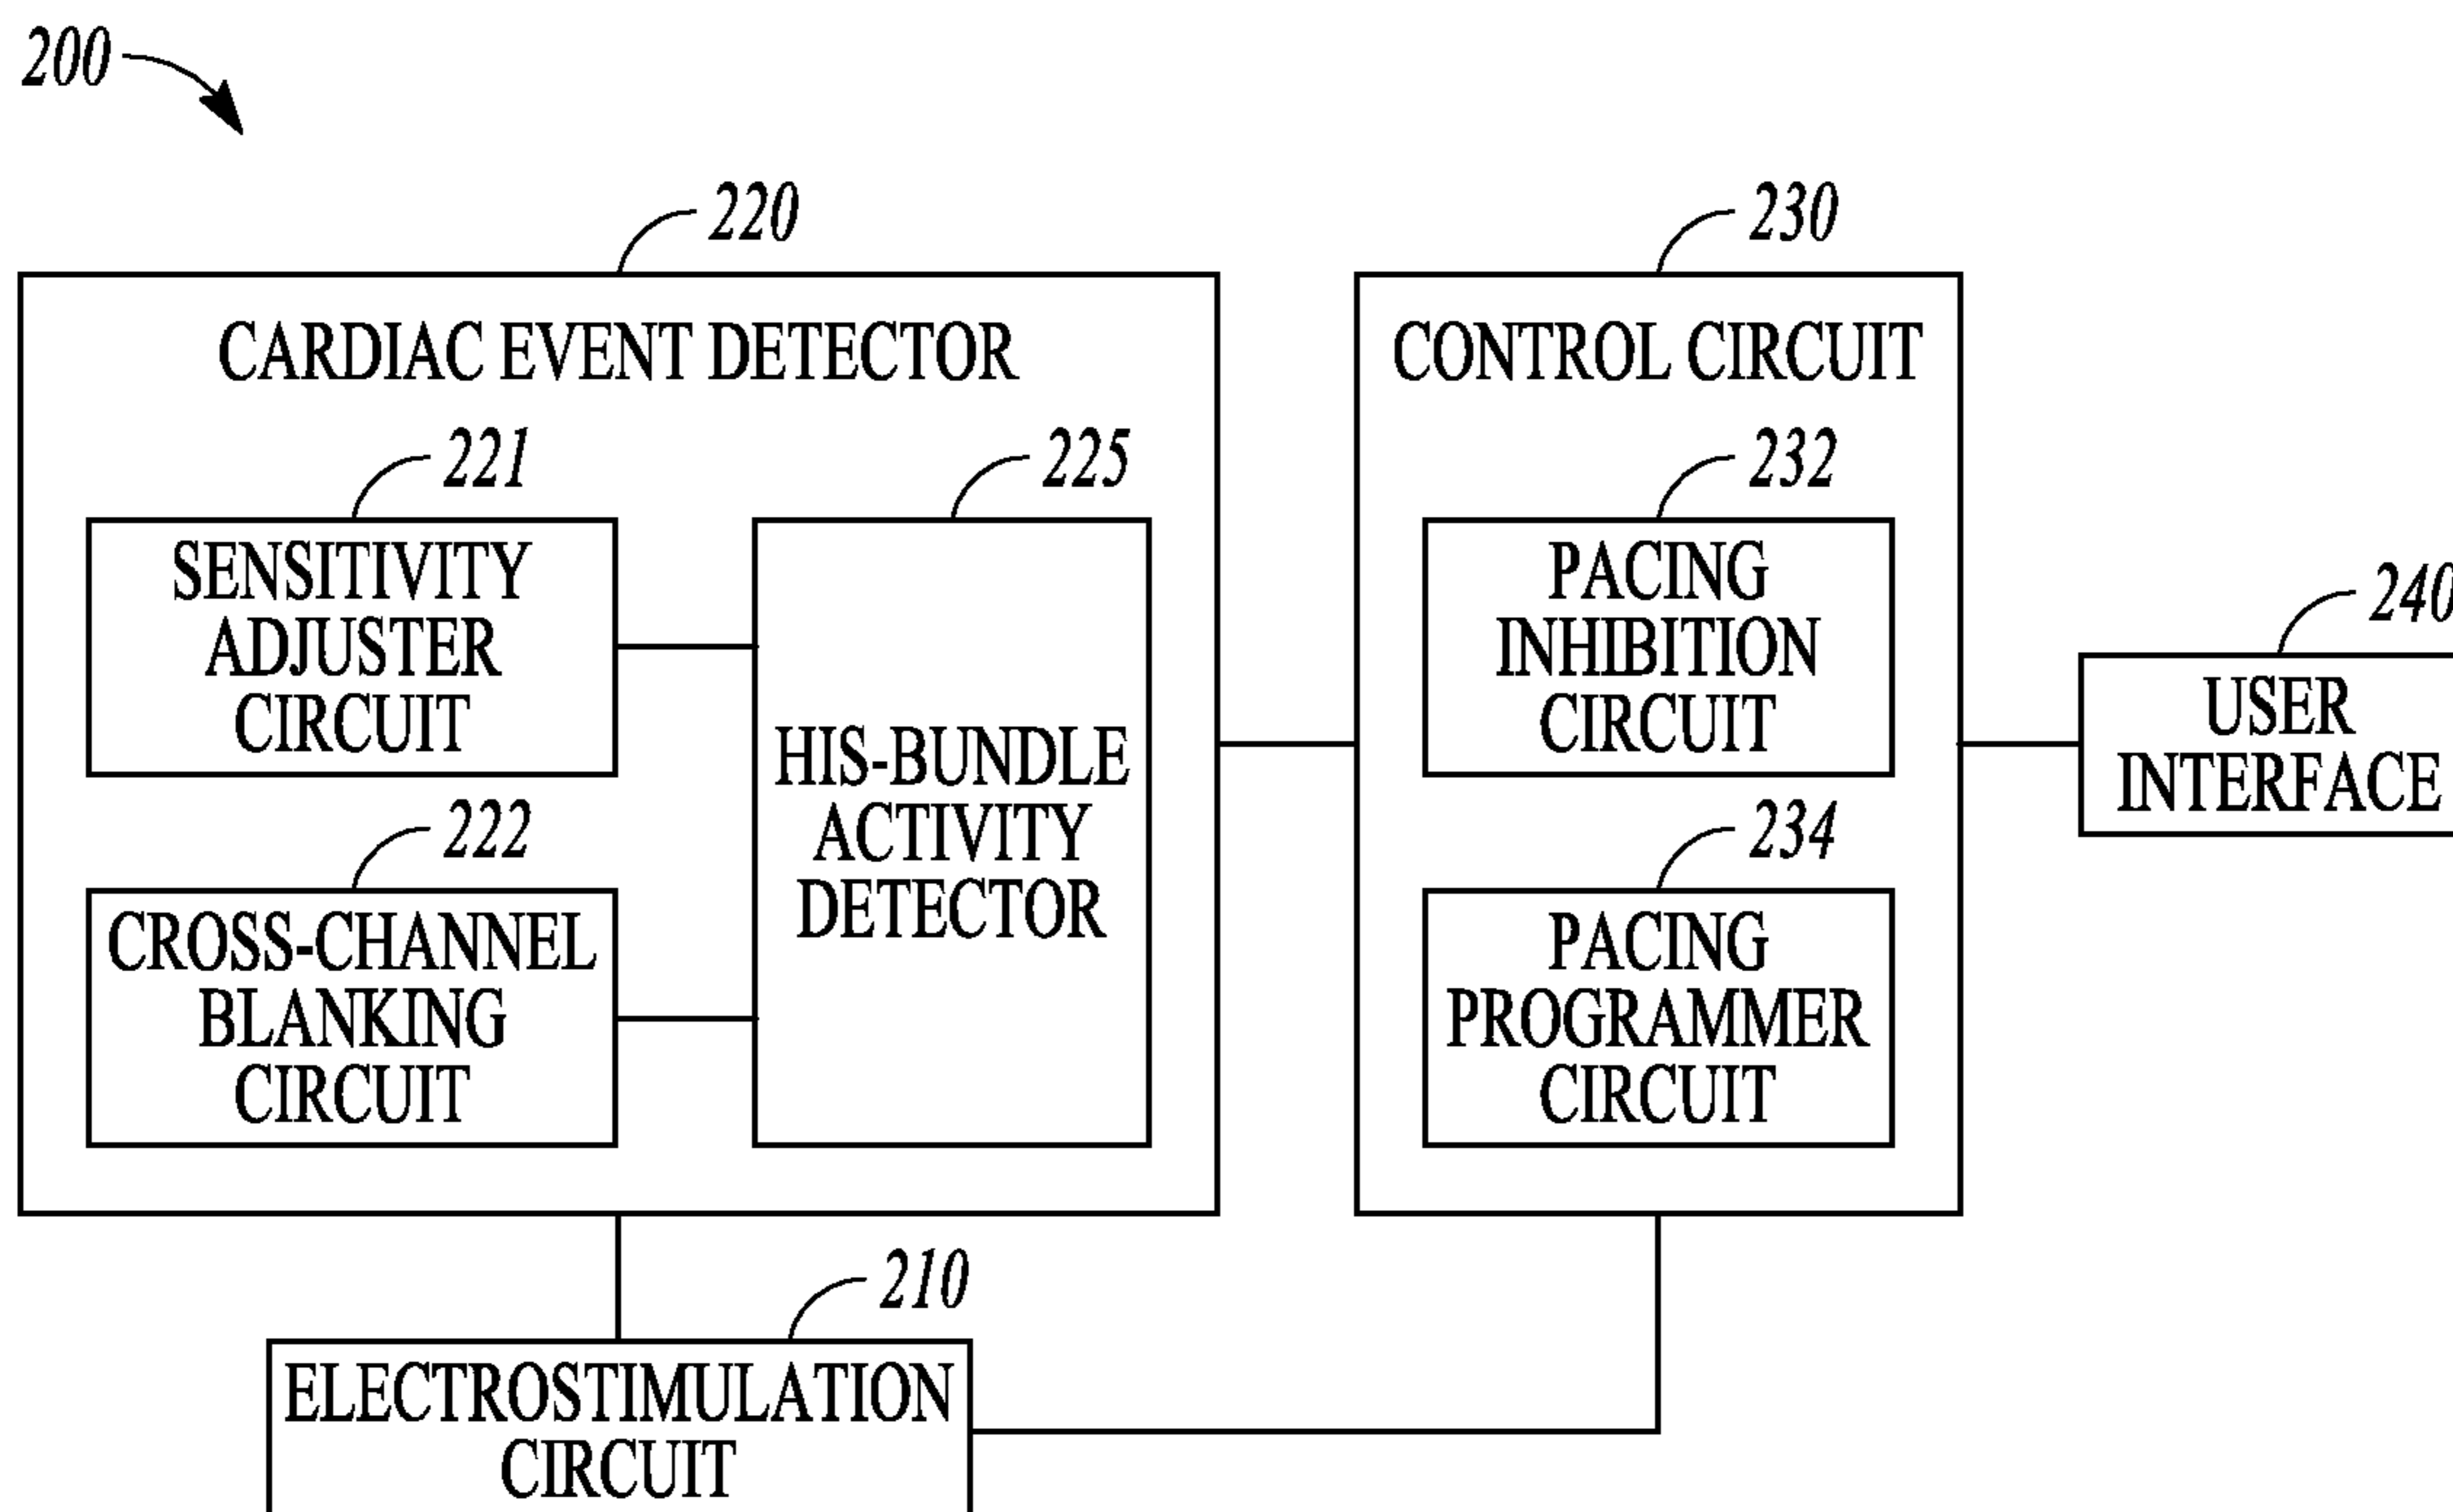 200
220
230
CARDIAC EVENT DETECTOR
CONTROL CIRCUIT
221
225
232
SENSITIVITY
ADJUSTER
CIRCUIT
HIS-BUNDLE
ACTIVITY
DETECTOR
PACING
INHIBITION
CIRCUIT
240
USER
INTERFACE
222
234
CROSS-CHANNEL
BLANKING
CIRCUIT
PACING
PROGRAMMER
CIRCUIT
210
ELECTROSTIMULATION
CIRCUIT